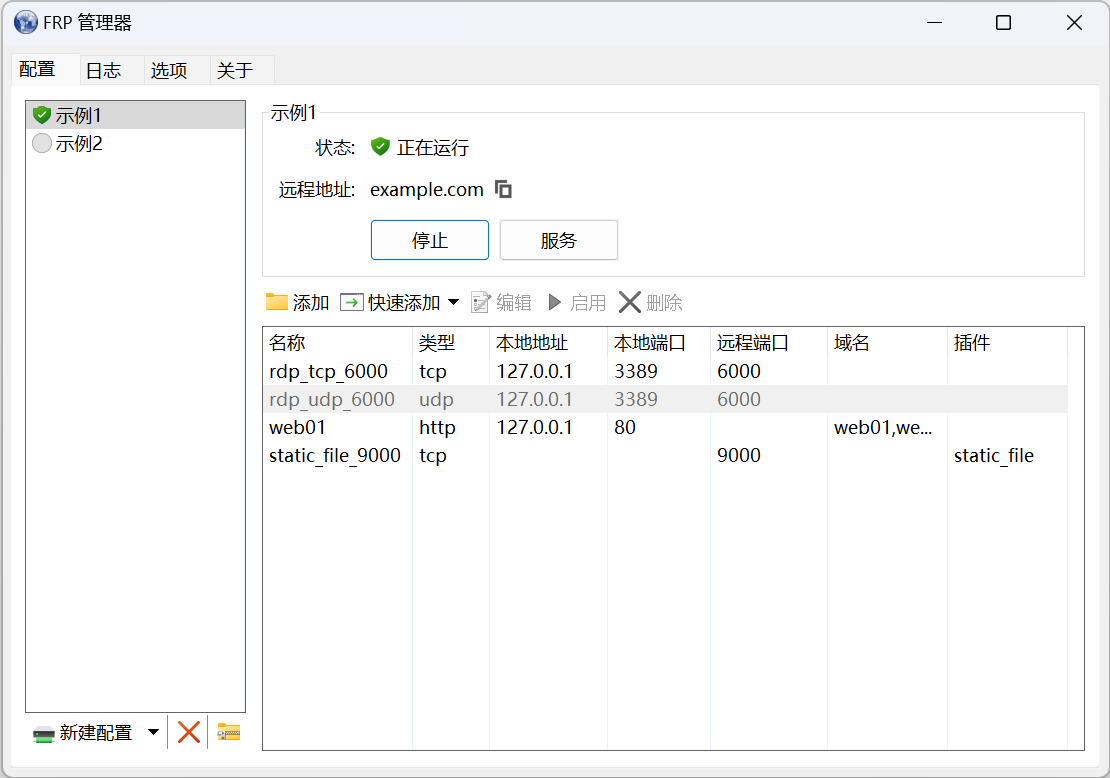 FRP 管理器
配置 日志 选项 关于
示例1
示例2
示例1
状态: 正在运行
远程地址: example.com
停止 服务
添加 快速添加 编辑 启用 删除
名称 类型 本地地址 本地端口 远程端口 域名 插件
rdp_tcp_6000 tcp 127.0.0.1 3389 6000
rdp_udp_6000 udp 127.0.0.1 3389 6000
web01 http 127.0.0.1 80 web01,we...
static_file_9000 tcp 9000 static_file
新建配置